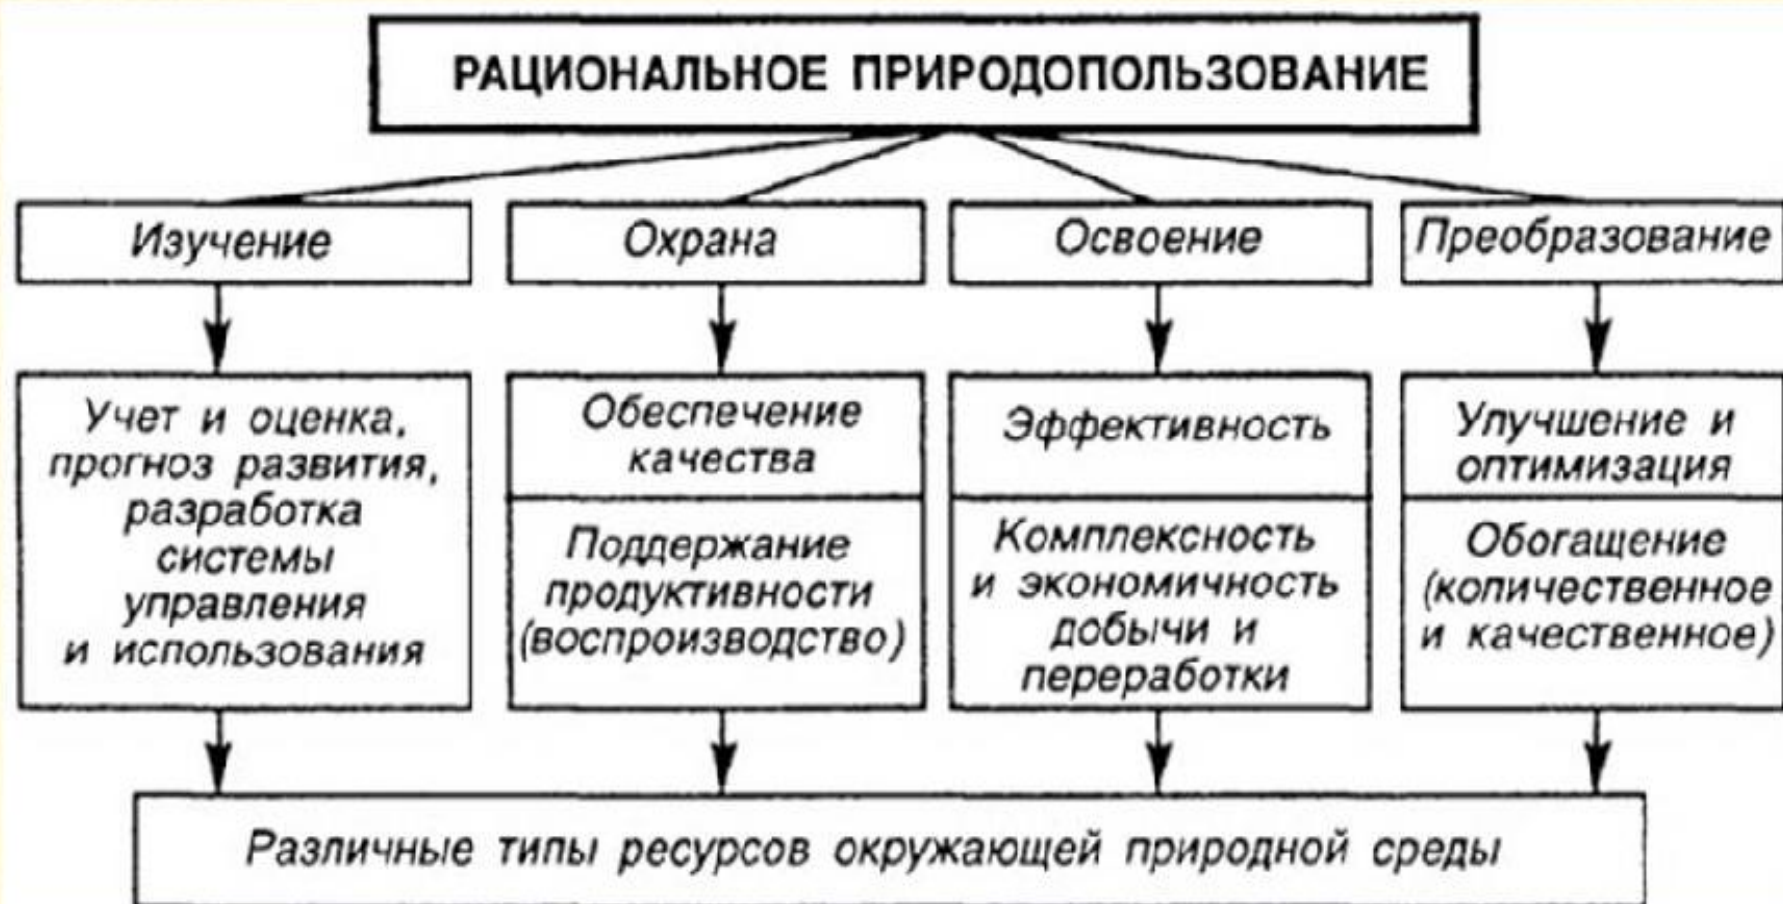 РАЦИОНАЛЬНОЕ ПРИРОДОПОЛЬЗОВАНИЕ
Изучение
Охрана
Освоение
Преобразование
Учет и оценка,
прогноз развития,
разработка
системы
управления
и использования
Обеспечение
качества
Поддержание
продуктивности
(воспроизводство)
Эффективность
Комплексность
и экономичность
добычи и
переработки
Улучшение и
оптимизация
Обогащение
(количественное
и качественное)
Различные типы ресурсов окружающей природной среды